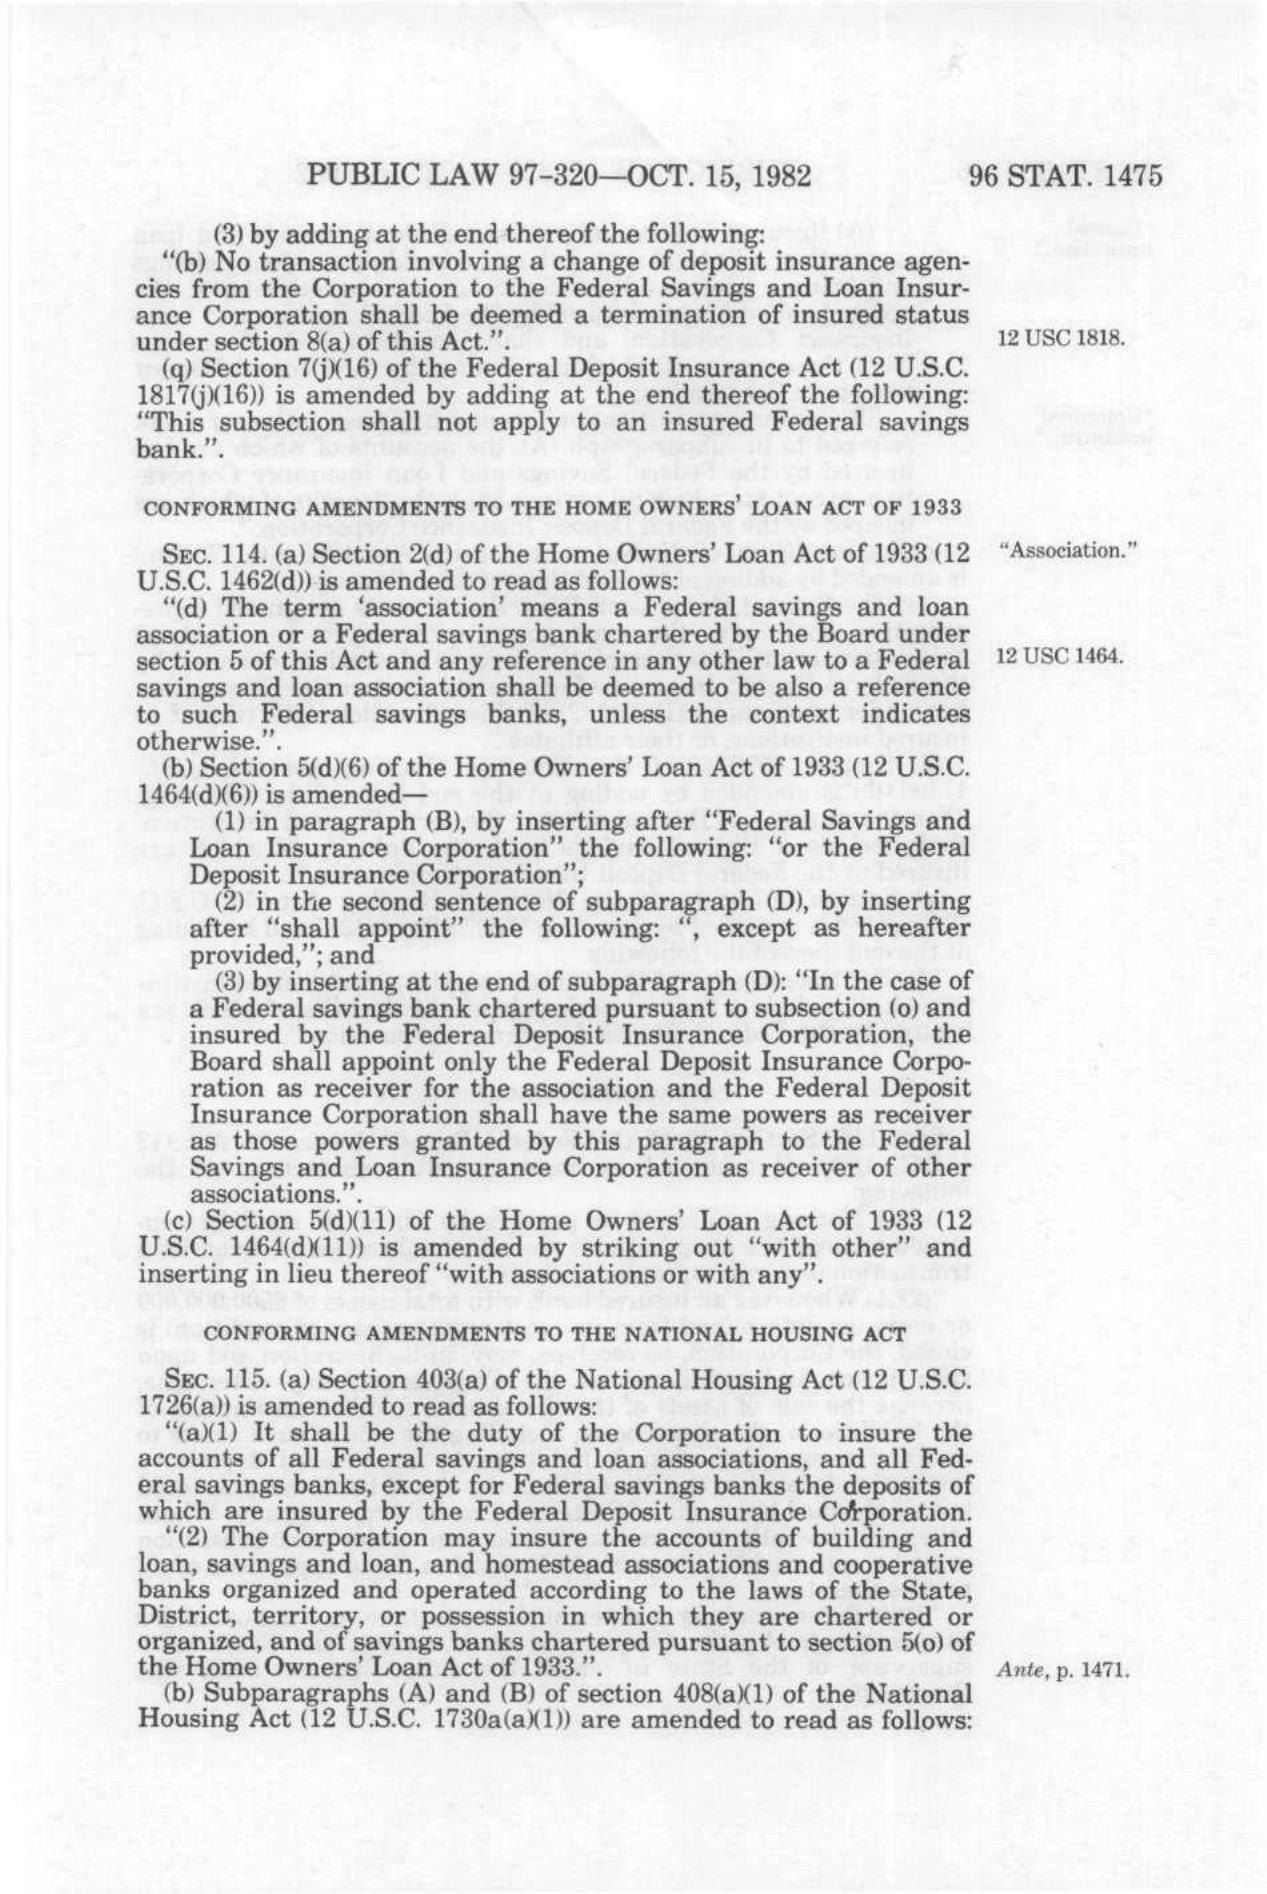 PUBLIC LAW 97-320—OCT. 15, 1982 96 STAT. 1475
(3) by adding at the end thereof the following:
“(b) No transaction involving a change of deposit insurance agen-
cies from the Corporation to the Federal Savings and Loan Insur-
ance Corporation shall be deemed a termination of insured status
under section 8(a) of this Act.”.
12 USC 1818.
(q) Section 7(j)(16) of the Federal Deposit Insurance Act (12 U.S.C.
1817(j)(16)) is amended by adding at the end thereof the following:
“This subsection shall not apply to an insured Federal savings
bank.”.
CONFORMING AMENDMENTS TO THE HOME OWNERS’ LOAN ACT OF 1933
SEC. 114. (a) Section 2(d) of the Home Owners’ Loan Act of 1933 (12
“Association.”
U.S.C. 1462(d)) is amended to read as follows:
“(d) The term ‘association’ means a Federal savings and loan
association or a Federal savings bank chartered by the Board under
section 5 of this Act and any reference in any other law to a Federal
12 USC 1464.
savings and loan association shall be deemed to be also a reference
to such Federal savings banks, unless the context indicates
otherwise.”.
(b) Section 5(d)(6) of the Home Owners’ Loan Act of 1933 (12 U.S.C.
1464(d)(6)) is amended—
(1) in paragraph (B), by inserting after “Federal Savings and
Loan Insurance Corporation” the following: “or the Federal
Deposit Insurance Corporation”;
(2) in the second sentence of subparagraph (D), by inserting
after “shall appoint” the following: “, except as hereafter
provided,”; and
(3) by inserting at the end of subparagraph (D): “In the case of
a Federal savings bank chartered pursuant to subsection (o) and
insured by the Federal Deposit Insurance Corporation, the
Board shall appoint only the Federal Deposit Insurance Corpo-
ration as receiver for the association and the Federal Deposit
Insurance Corporation shall have the same powers as receiver
as those powers granted by this paragraph to the Federal
Savings and Loan Insurance Corporation as receiver of other
associations.”.
(c) Section 5(d)(11) of the Home Owners’ Loan Act of 1933 (12
U.S.C. 1464(d)(11)) is amended by striking out “with other” and
inserting in lieu thereof “with associations or with any”.
CONFORMING AMENDMENTS TO THE NATIONAL HOUSING ACT
SEC. 115. (a) Section 403(a) of the National Housing Act (12 U.S.C.
1726(a)) is amended to read as follows:
“(a)(1) It shall be the duty of the Corporation to insure the
accounts of all Federal savings and loan associations, and all Fed-
eral savings banks, except for Federal savings banks the deposits of
which are insured by the Federal Deposit Insurance Corporation.
“(2) The Corporation may insure the accounts of building and
loan, savings and loan, and homestead associations and cooperative
banks organized and operated according to the laws of the State,
District, territory, or possession in which they are chartered or
organized, and of savings banks chartered pursuant to section 5(o) of
the Home Owners’ Loan Act of 1933.”.
Ante, p. 1471.
(b) Subparagraphs (A) and (B) of section 408(a)(1) of the National
Housing Act (12 U.S.C. 1730a(a)(1)) are amended to read as follows: